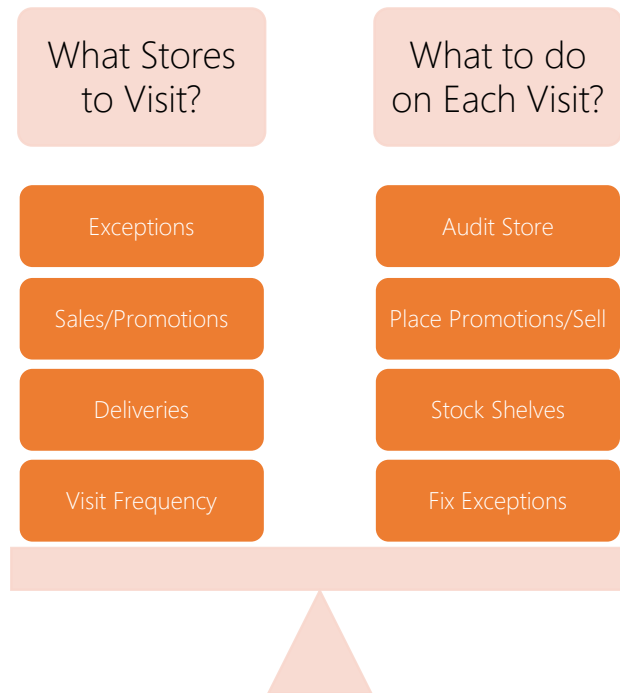 What Stores
to Visit?
What to do
on Each Visit?
Exceptions
Audit Store
Sales/Promotions
Place Promotions/Sell
Deliveries
Stock Shelves
Visit Frequency
Fix Exceptions